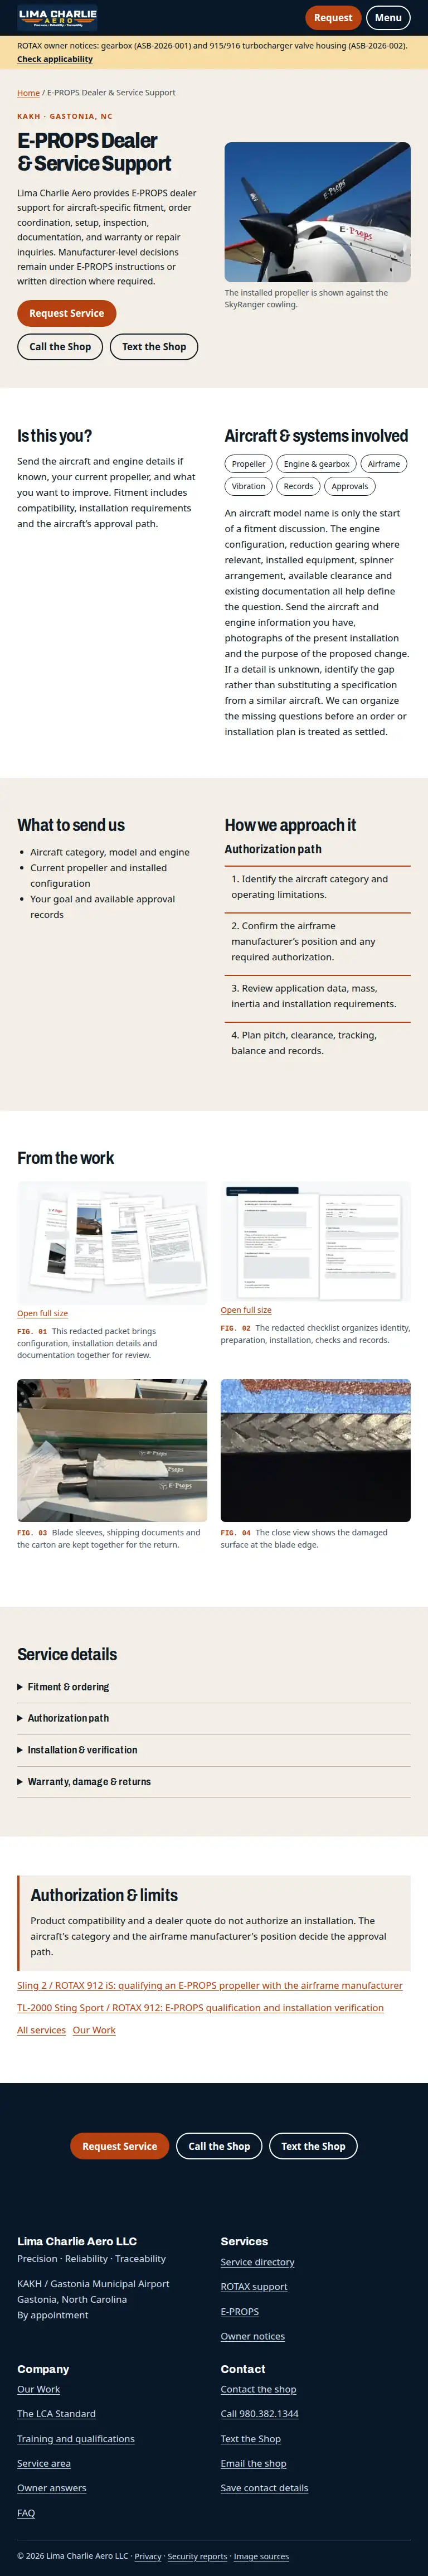 LIMA CHARLIE
AERO
Precision · Reliability · Traceability
Request
Menu
ROTAX owner notices: gearbox (ASB-2026-001) and 915/916 turbocharger valve housing (ASB-2026-002).
Check applicability
Home / E-PROPS Dealer & Service Support
KAKH · GASTONIA, NC
E-PROPS Dealer
& Service Support
Lima Charlie Aero provides E-PROPS dealer
support for aircraft-specific fitment, order
coordination, setup, inspection,
documentation, and warranty or repair
inquiries. Manufacturer-level decisions
remain under E-PROPS instructions or
written direction where required.
Request Service
Call the Shop
Text the Shop
E-Props
E-Props
The installed propeller is shown against the
SkyRanger cowling.
Is this you?
Send the aircraft and engine details if
known, your current propeller, and what
you want to improve. Fitment includes
compatibility, installation requirements
and the aircraft's approval path.
Aircraft & systems involved
Propeller
Engine & gearbox
Airframe
Vibration
Records
Approvals
An aircraft model name is only the start
of a fitment discussion. The engine
configuration, reduction gearing where
relevant, installed equipment, spinner
arrangement, available clearance and
existing documentation all help define
the question. Send the aircraft and
engine information you have,
photographs of the present installation
and the purpose of the proposed change.
If a detail is unknown, identify the gap
rather than substituting a specification
from a similar aircraft. We can organize
the missing questions before an order or
installation plan is treated as settled.
What to send us
• Aircraft category, model and engine
• Current propeller and installed
configuration
• Your goal and available approval
records
How we approach it
Authorization path
1. Identify the aircraft category and
operating limitations.
2. Confirm the airframe
manufacturer's position and any
required authorization.
3. Review application data, mass,
inertia and installation requirements.
4. Plan pitch, clearance, tracking,
balance and records.
From the work
Open full size
FIG. 01 This redacted packet brings
configuration, installation details and
documentation together for review.
Open full size
FIG. 02 The redacted checklist organizes identity,
preparation, installation, checks and records.
E-Props
E-Props
FIG. 03 Blade sleeves, shipping documents and
the carton are kept together for the return.
FIG. 04 The close view shows the damaged
surface at the blade edge.
Service details
Fitment & ordering
Authorization path
Installation & verification
Warranty, damage & returns
Authorization & limits
Product compatibility and a dealer quote do not authorize an installation. The
aircraft's category and the airframe manufacturer's position decide the approval
path.
Sling 2 / ROTAX 912 iS: qualifying an E-PROPS propeller with the airframe manufacturer
TL-2000 Sting Sport / ROTAX 912: E-PROPS qualification and installation verification
All services Our Work
Request Service
Call the Shop
Text the Shop
Lima Charlie Aero LLC
Precision · Reliability · Traceability
KAKH / Gastonia Municipal Airport
Gastonia, North Carolina
By appointment
Services
Service directory
ROTAX support
E-PROPS
Owner notices
Company
Our Work
The LCA Standard
Training and qualifications
Service area
Owner answers
FAQ
Contact
Contact the shop
Call 980.382.1344
Text the Shop
Email the shop
Save contact details
© 2026 Lima Charlie Aero LLC · Privacy · Security reports · Image sources